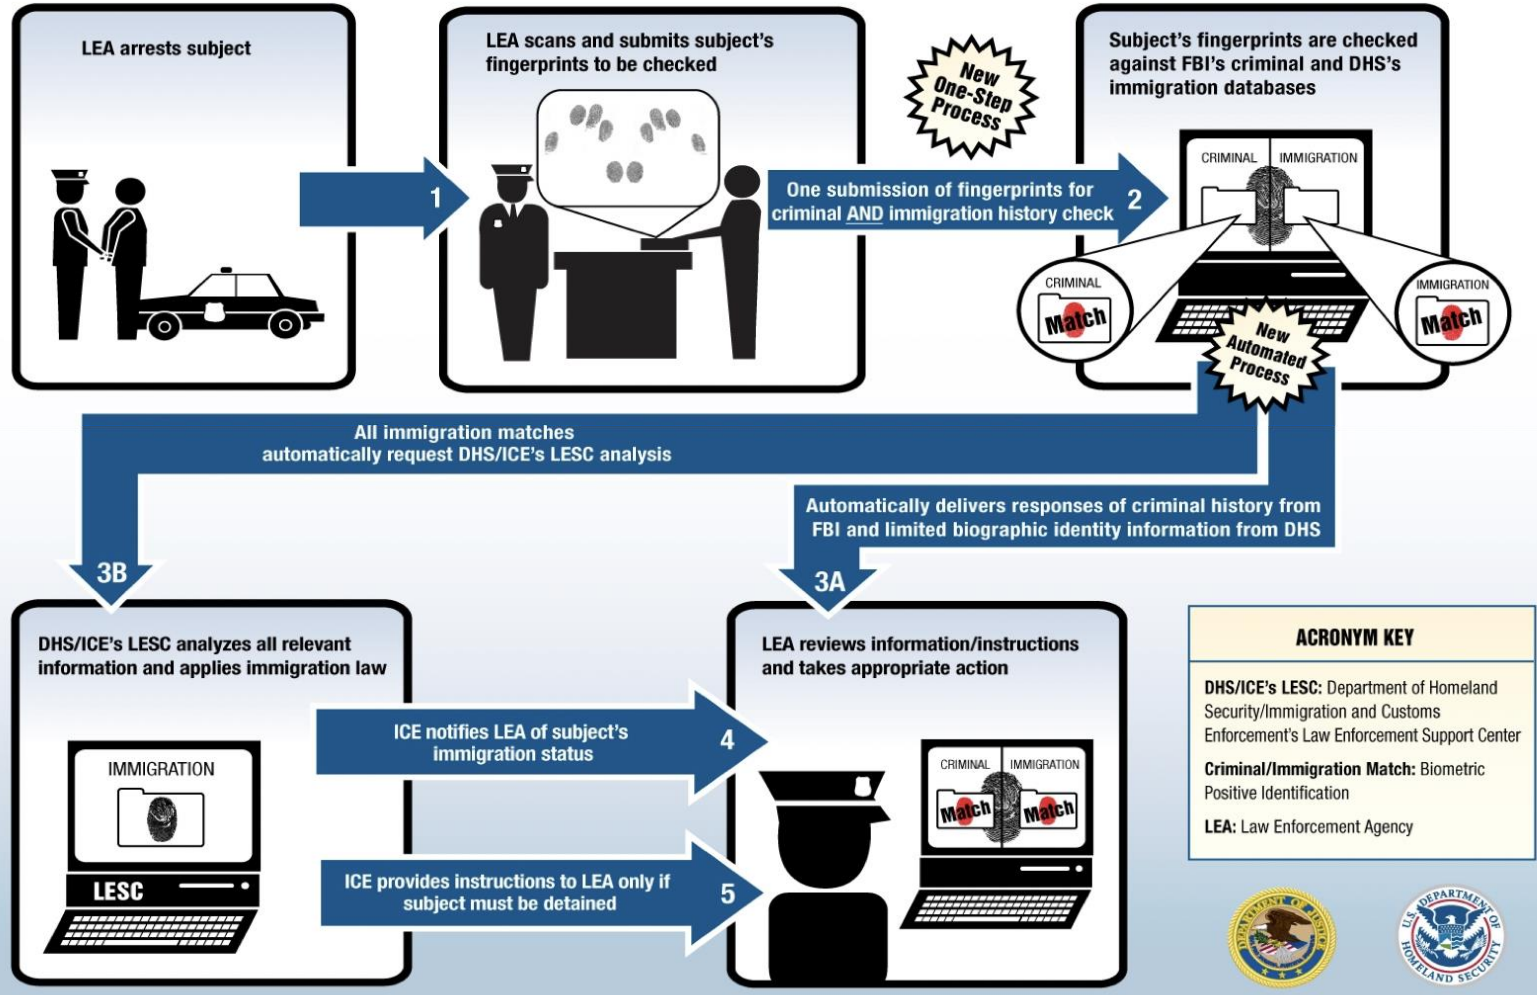 LEA arrests subject
1
LEA scans and submits subject's
fingerprints to be checked
New
One-Step
Process
One submission of fingerprints for
criminal AND immigration history check
2
Subject's fingerprints are checked
against FBI's criminal and DHS's
immigration databases
CRIMINAL
IMMIGRATION
CRIMINAL
Match
IMMIGRATION
Match
New
Automated
Process
All immigration matches
automatically request DHS/ICE's LESC analysis
3B
Automatically delivers responses of criminal history from
FBI and limited biographic identity information from DHS
3A
DHS/ICE's LESC analyzes all relevant
information and applies immigration law
IMMIGRATION
LESC
ICE notifies LEA of subject's
immigration status
4
ICE provides instructions to LEA only if
subject must be detained
5
LEA reviews information/instructions
and takes appropriate action
CRIMINAL
IMMIGRATION
Match
Match
ACRONYM KEY
DHS/ICE's LESC: Department of Homeland
Security/Immigration and Customs
Enforcement's Law Enforcement Support Center
Criminal/Immigration Match: Biometric
Positive Identification
LEA: Law Enforcement Agency
DEPARTMENT OF JUSTICE
U.S. DEPARTMENT OF
HOMELAND SECURITY